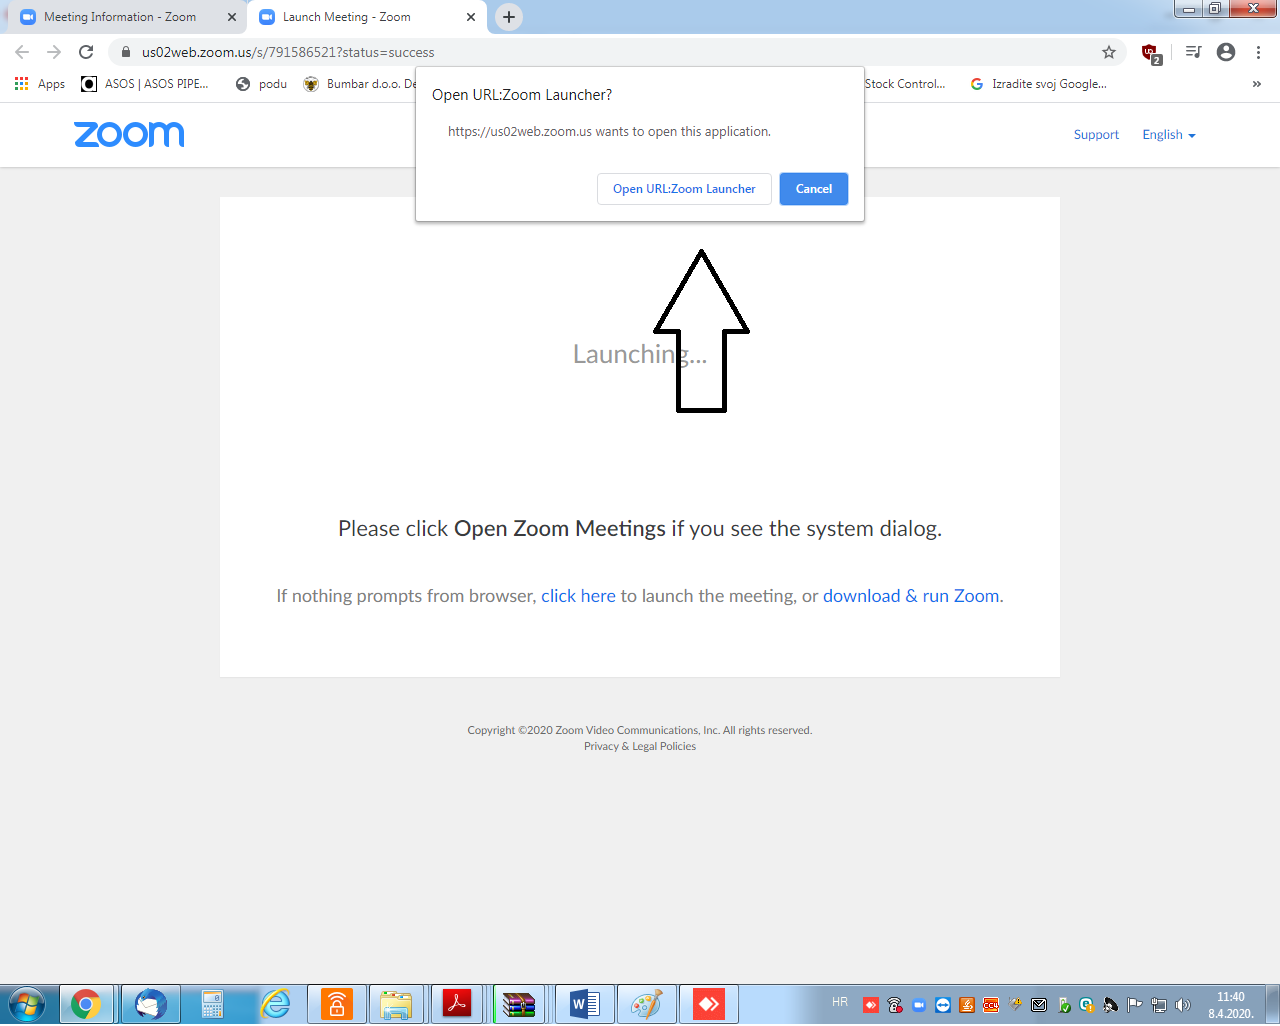 Meeting Information - Zoom
Launch Meeting - Zoom
us02web.zoom.us/s/791586521?status=success
2
Apps
ASOS | ASOS PIPE...
podu
Bumbar d.o.o. De
Stock Control...
Izradite svoj Google...
»
Open URL:Zoom Launcher?
https://us02web.zoom.us wants to open this application.
Open URL:Zoom Launcher
Cancel
zoom
Support
English
Launching...
Please click Open Zoom Meetings if you see the system dialog.
If nothing prompts from browser, click here to launch the meeting, or download & run Zoom.
Copyright ©2020 Zoom Video Communications, Inc. All rights reserved.
Privacy & Legal Policies
HR
11:40
8.4.2020.